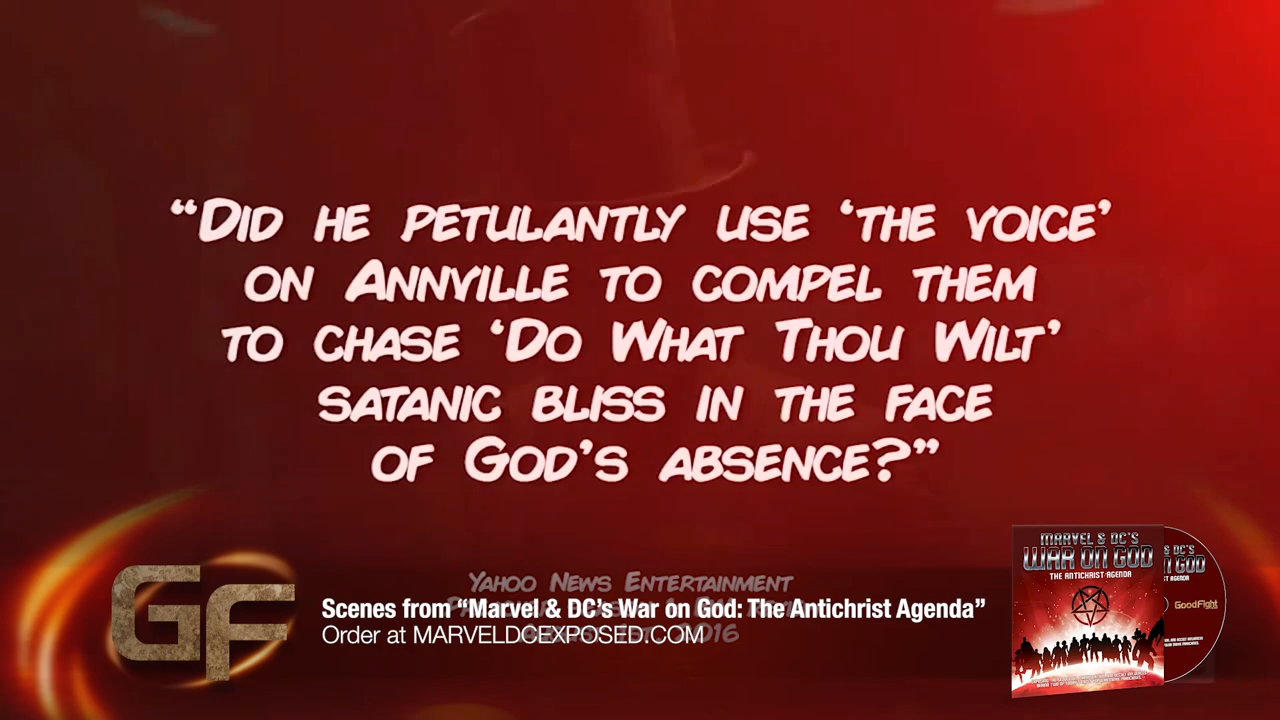 “Did he petulantly use ‘the voice’
on Annville to compel them
to chase ‘Do What Thou Wilt’
satanic bliss in the face
of God’s absence?”
GF
Yahoo News Entertainment
Scenes from “Marvel & DC’s War on God: The Antichrist Agenda”
Order at MARVELDCEXPOSED.COM
2016
MARVEL & DC'S
WAR ON GOD
THE ANTICHRIST AGENDA
GoodFight